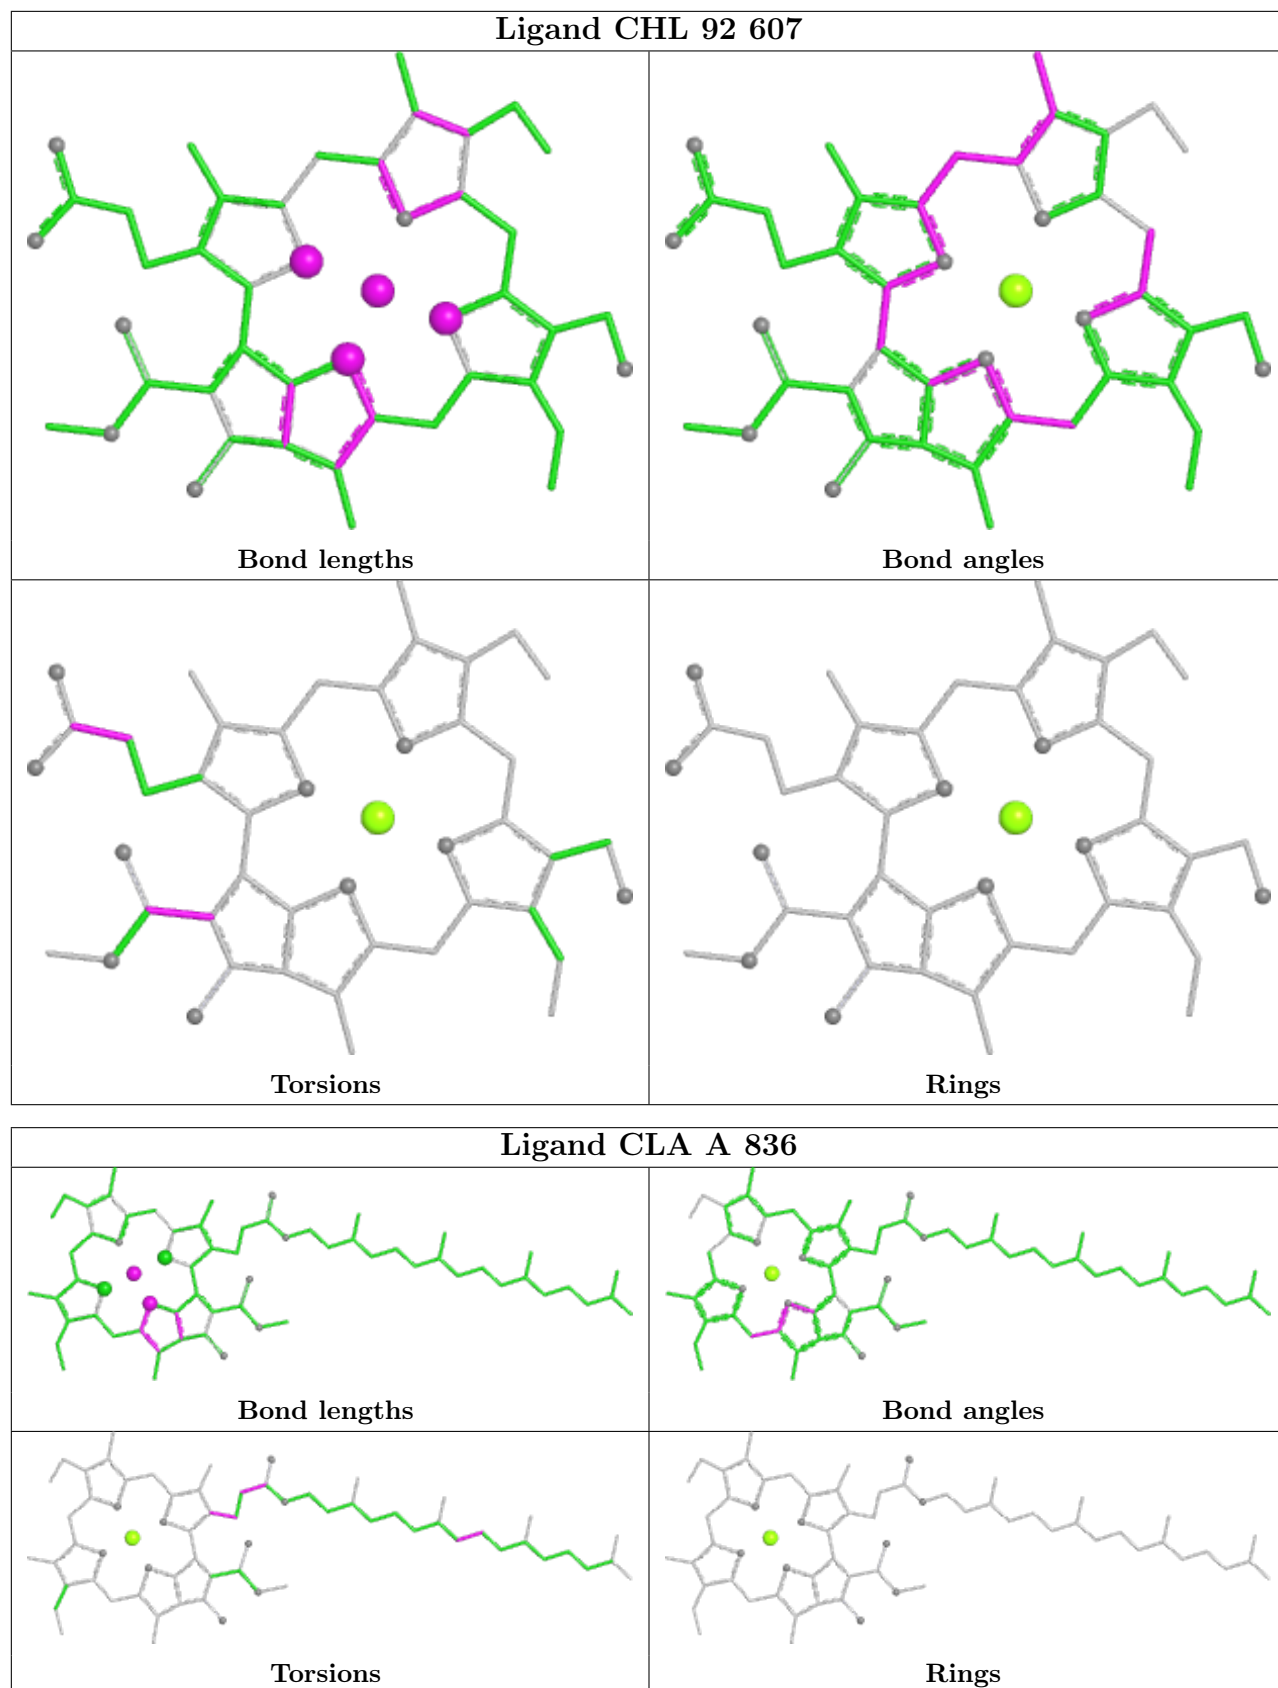 Ligand CHL 92 607
Bond lengths
Bond angles
Torsions
Rings
Ligand CLA A 836
Bond lengths
Bond angles
Torsions
Rings